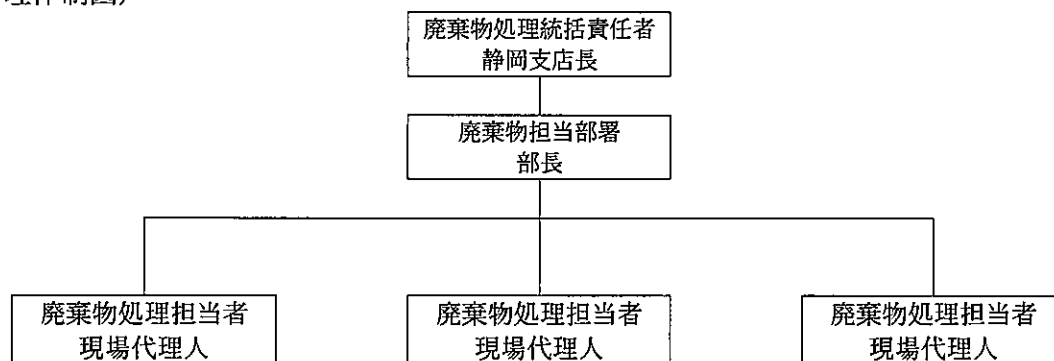 理体制図）
廃棄物処理統括責任者
静岡支店長
廃棄物担当部署
部長
廃棄物処理担当者
現場代理人
廃棄物処理担当者
現場代理人
廃棄物処理担当者
現場代理人